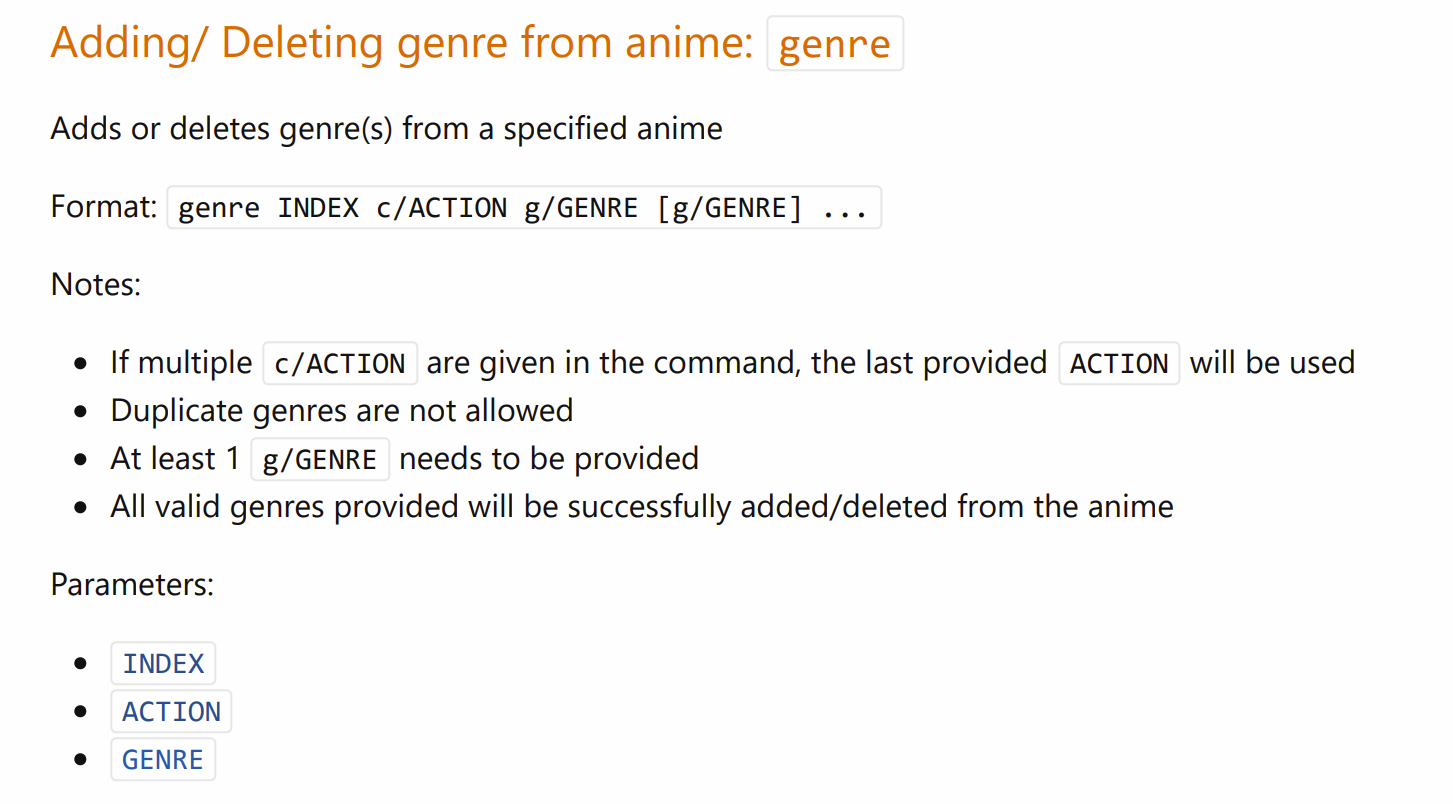 Adding/ Deleting genre from anime: genre
Adds or deletes genre(s) from a specified anime
Format: genre INDEX c/ACTION g/GENRE [g/GENRE] ...
Notes:
If multiple c/ACTION are given in the command, the last provided ACTION will be used
Duplicate genres are not allowed
At least 1 g/GENRE needs to be provided
All valid genres provided will be successfully added/deleted from the anime
Parameters:
INDEX
ACTION
GENRE